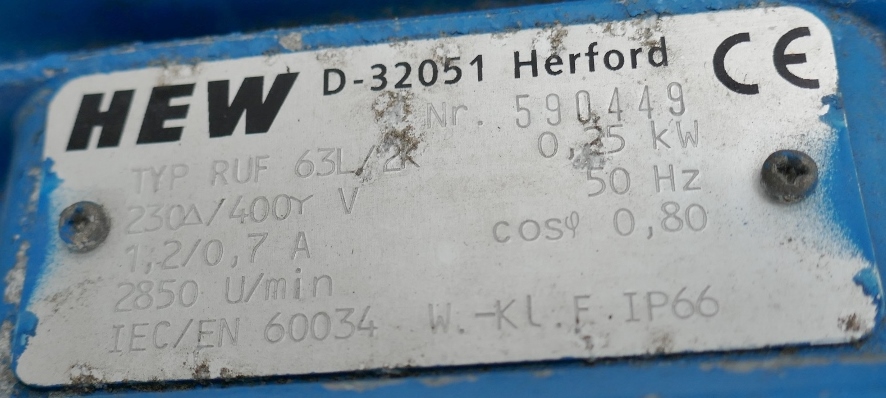 HEW D-32051 Herford CE
Nr. 590449
TYP RUF 63L/2 0,25 kW
230Δ/400Y V 50 Hz
1,2/0,7 A cosφ 0,80
2850 U/min
IEC/EN 60034 W.-Kl.F.IP66